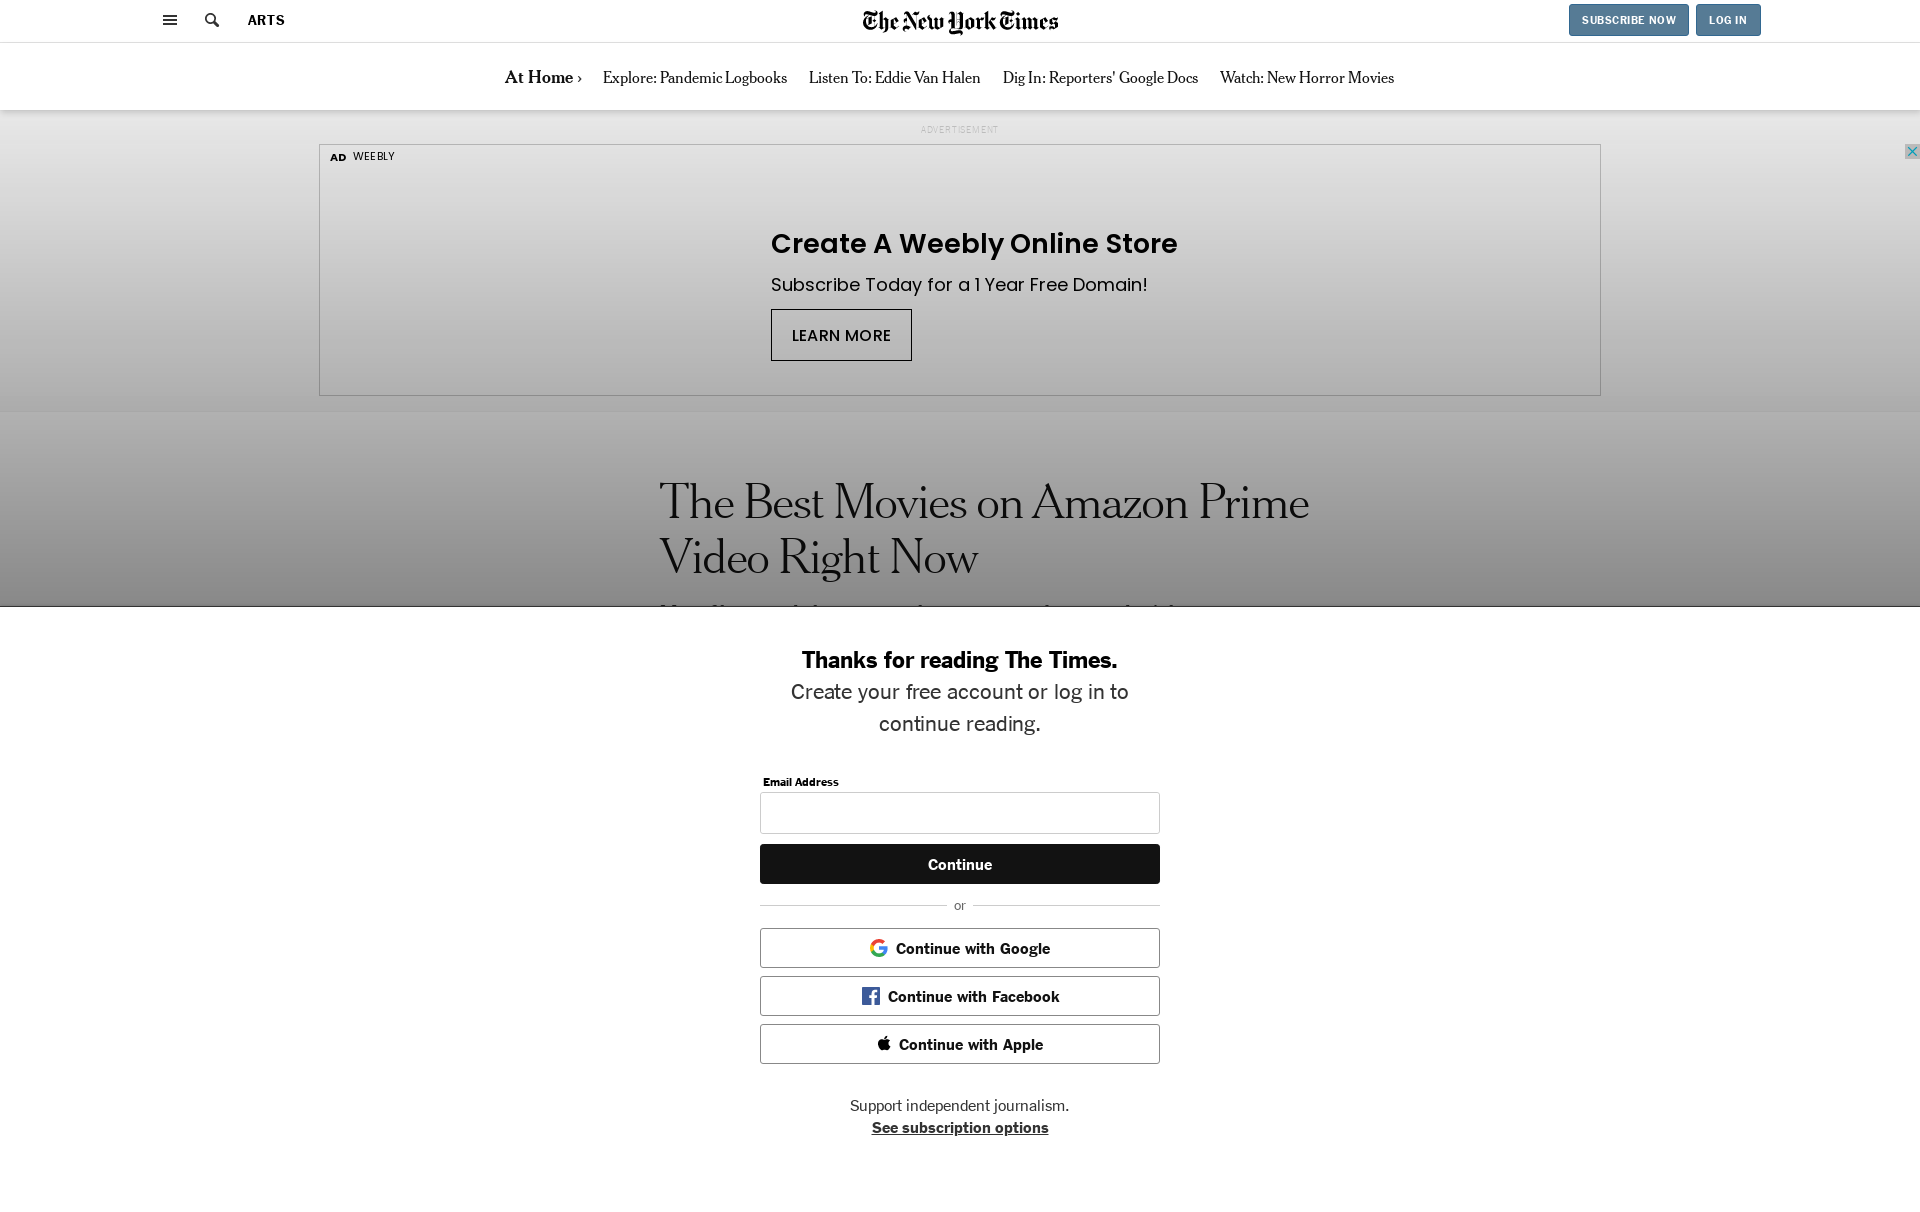 ARTS
The New York Times
SUBSCRIBE NOW
LOG IN
At Home ›
Explore: Pandemic Logbooks
Listen To: Eddie Van Halen
Dig In: Reporters' Google Docs
Watch: New Horror Movies
ADVERTISEMENT
AD WEEBLY
Create A Weebly Online Store
Subscribe Today for a 1 Year Free Domain!
LEARN MORE
The Best Movies on Amazon Prime
Video Right Now
Thanks for reading The Times.
Create your free account or log in to
continue reading.
Email Address
Continue
or
Continue with Google
Continue with Facebook
Continue with Apple
Support independent journalism.
See subscription options